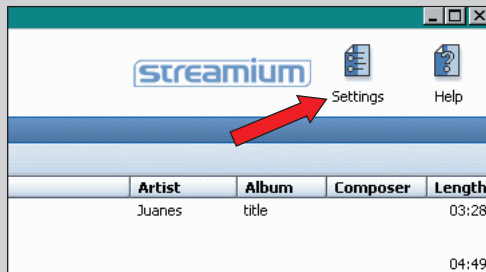 streamium
Settings Help
Artist Album Composer Length
Juanes title 03:28
04:49